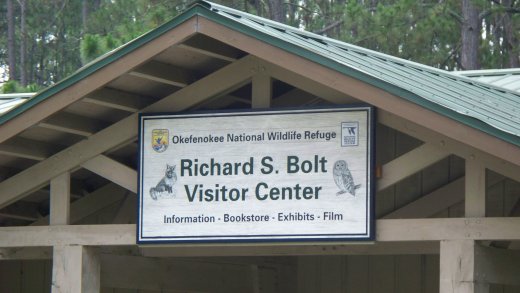 Okefenokee National Wildlife Refuge
Richard S. Bolt
Visitor Center
Information - Bookstore - Exhibits - Film